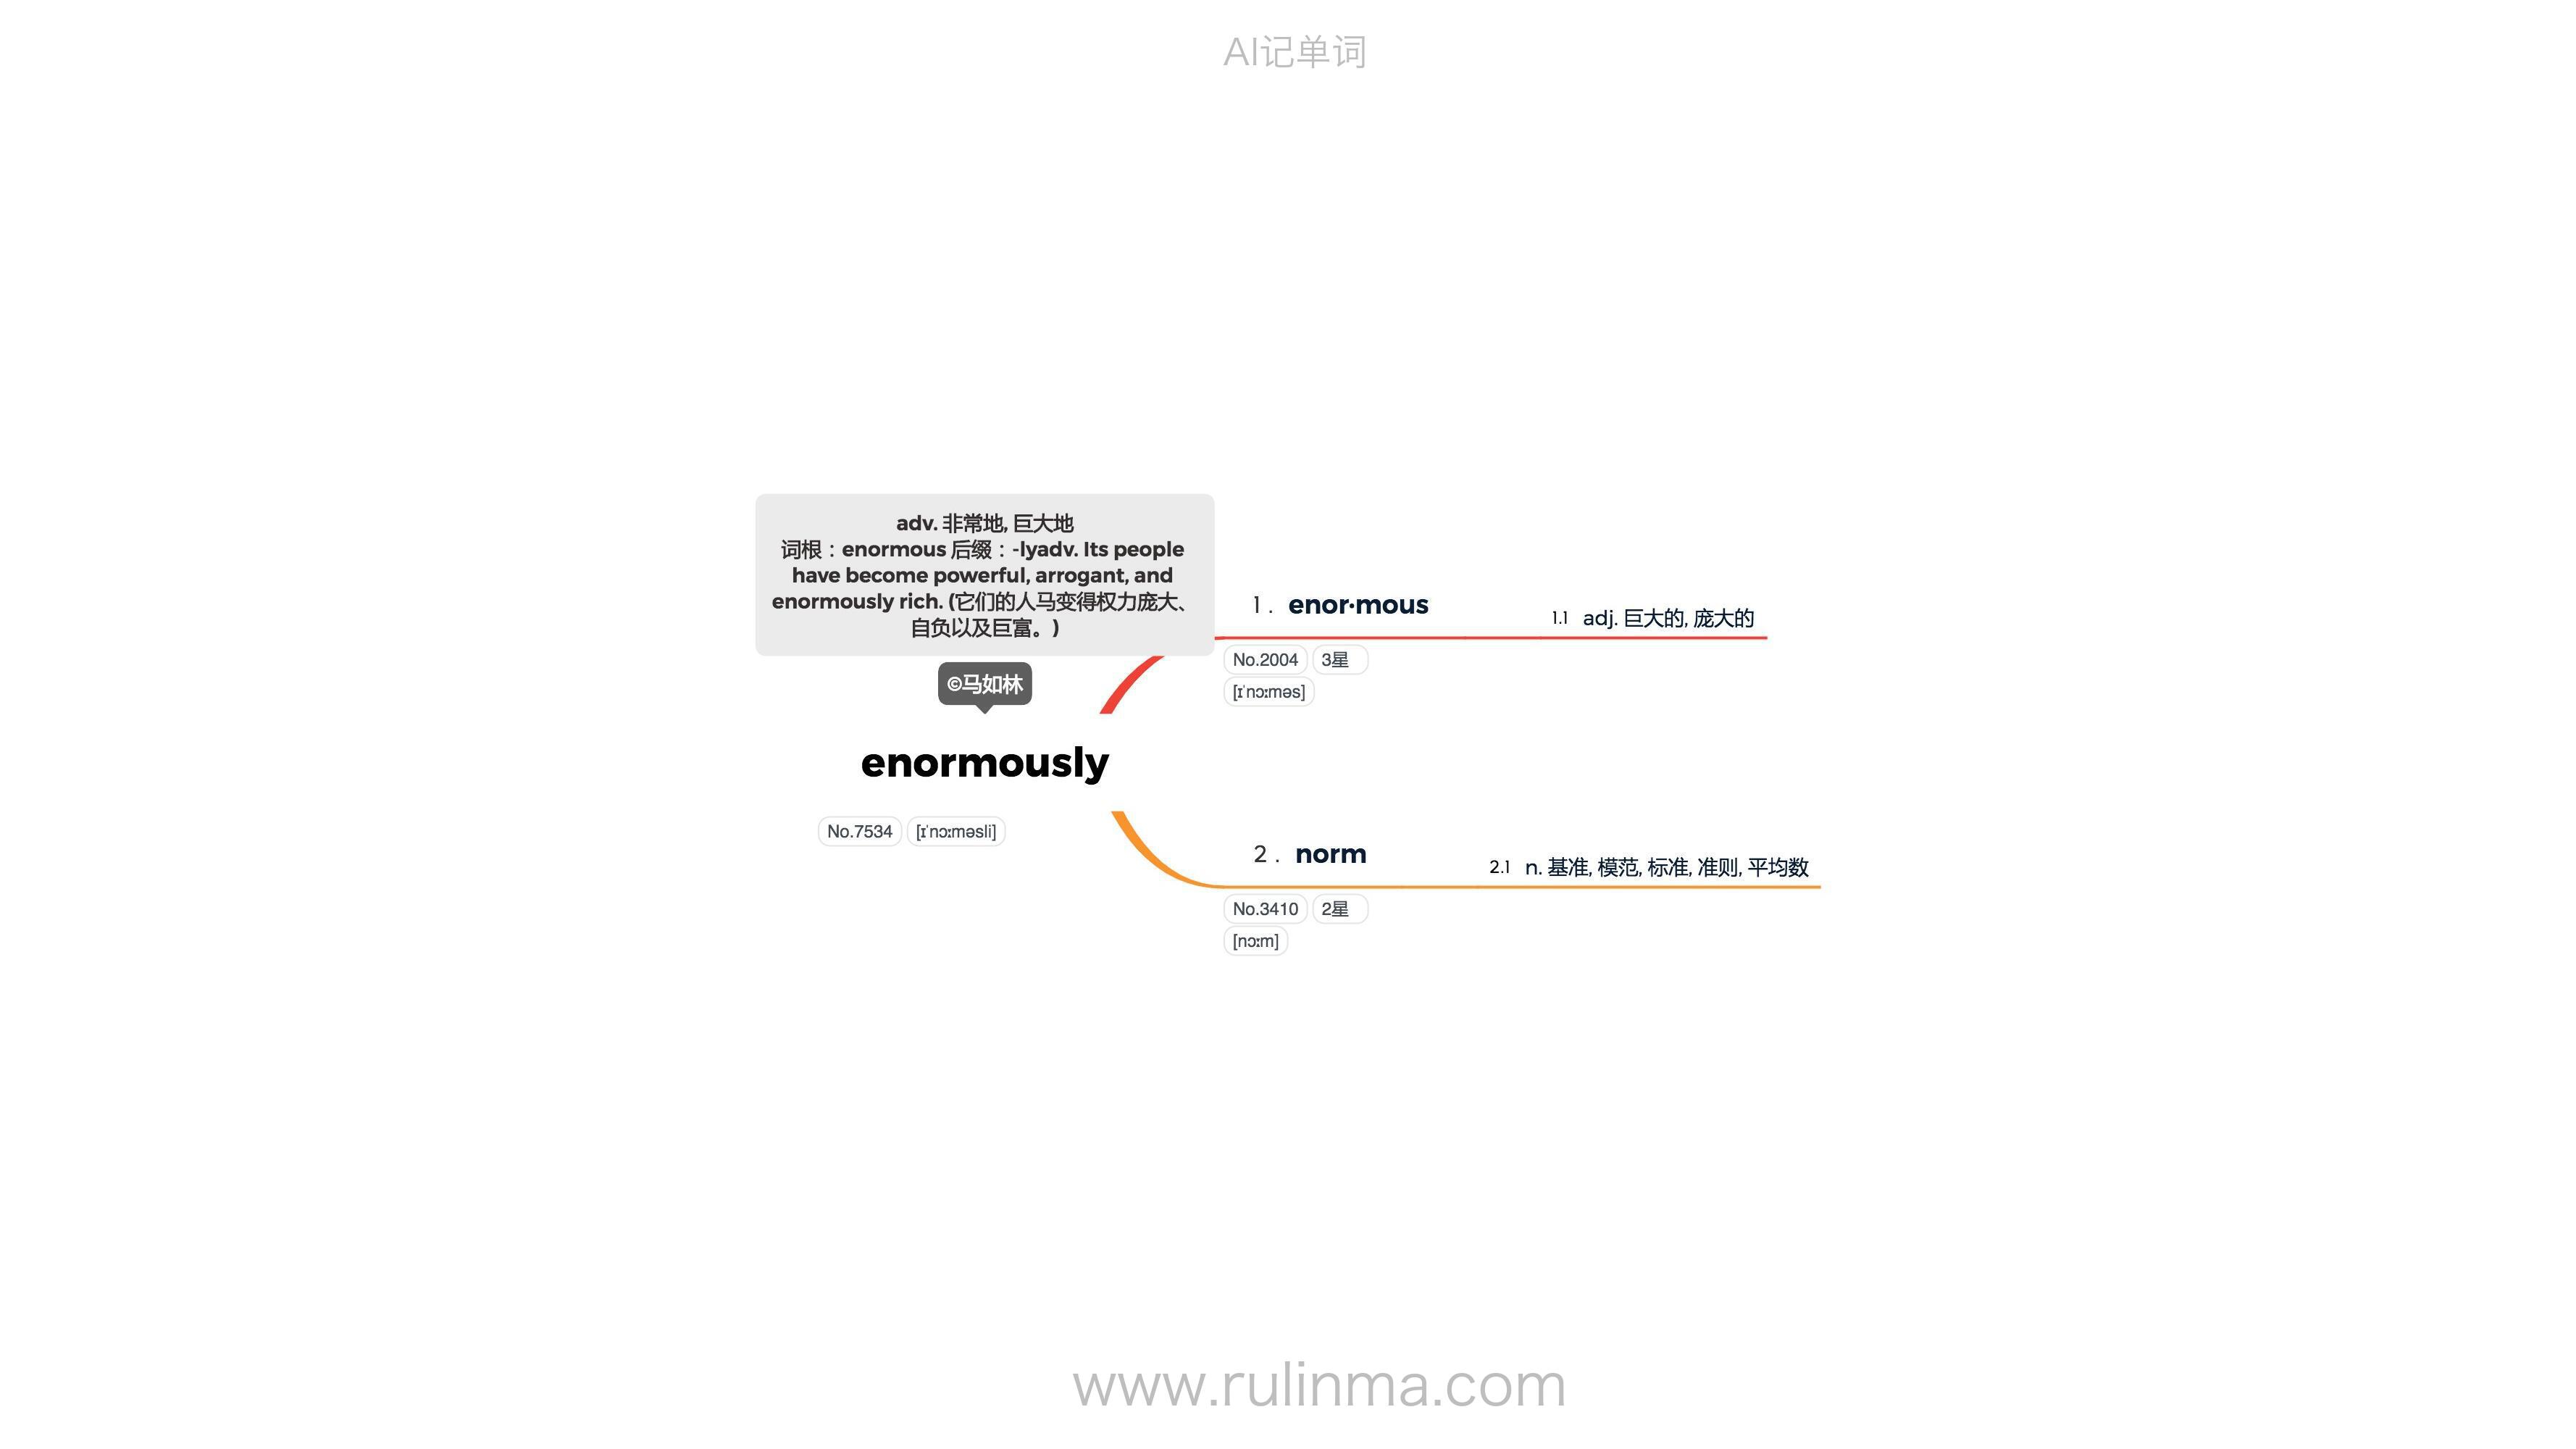 AI记单词
adv. 非常地, 巨大地
词根：enormous 后缀：-lyadv. Its people
have become powerful, arrogant, and
enormously rich. (它们的人马变得权力庞大、
自负以及巨富。)
©马如林
enormously
No.7534 [ɪˈnɔːməsli]
1. enor·mous
1.1 adj. 巨大的, 庞大的
No.2004 3星
[ɪˈnɔːməs]
2. norm
2.1 n. 基准, 模范, 标准, 准则, 平均数
No.3410 2星
[nɔːm]
www.rulinma.com